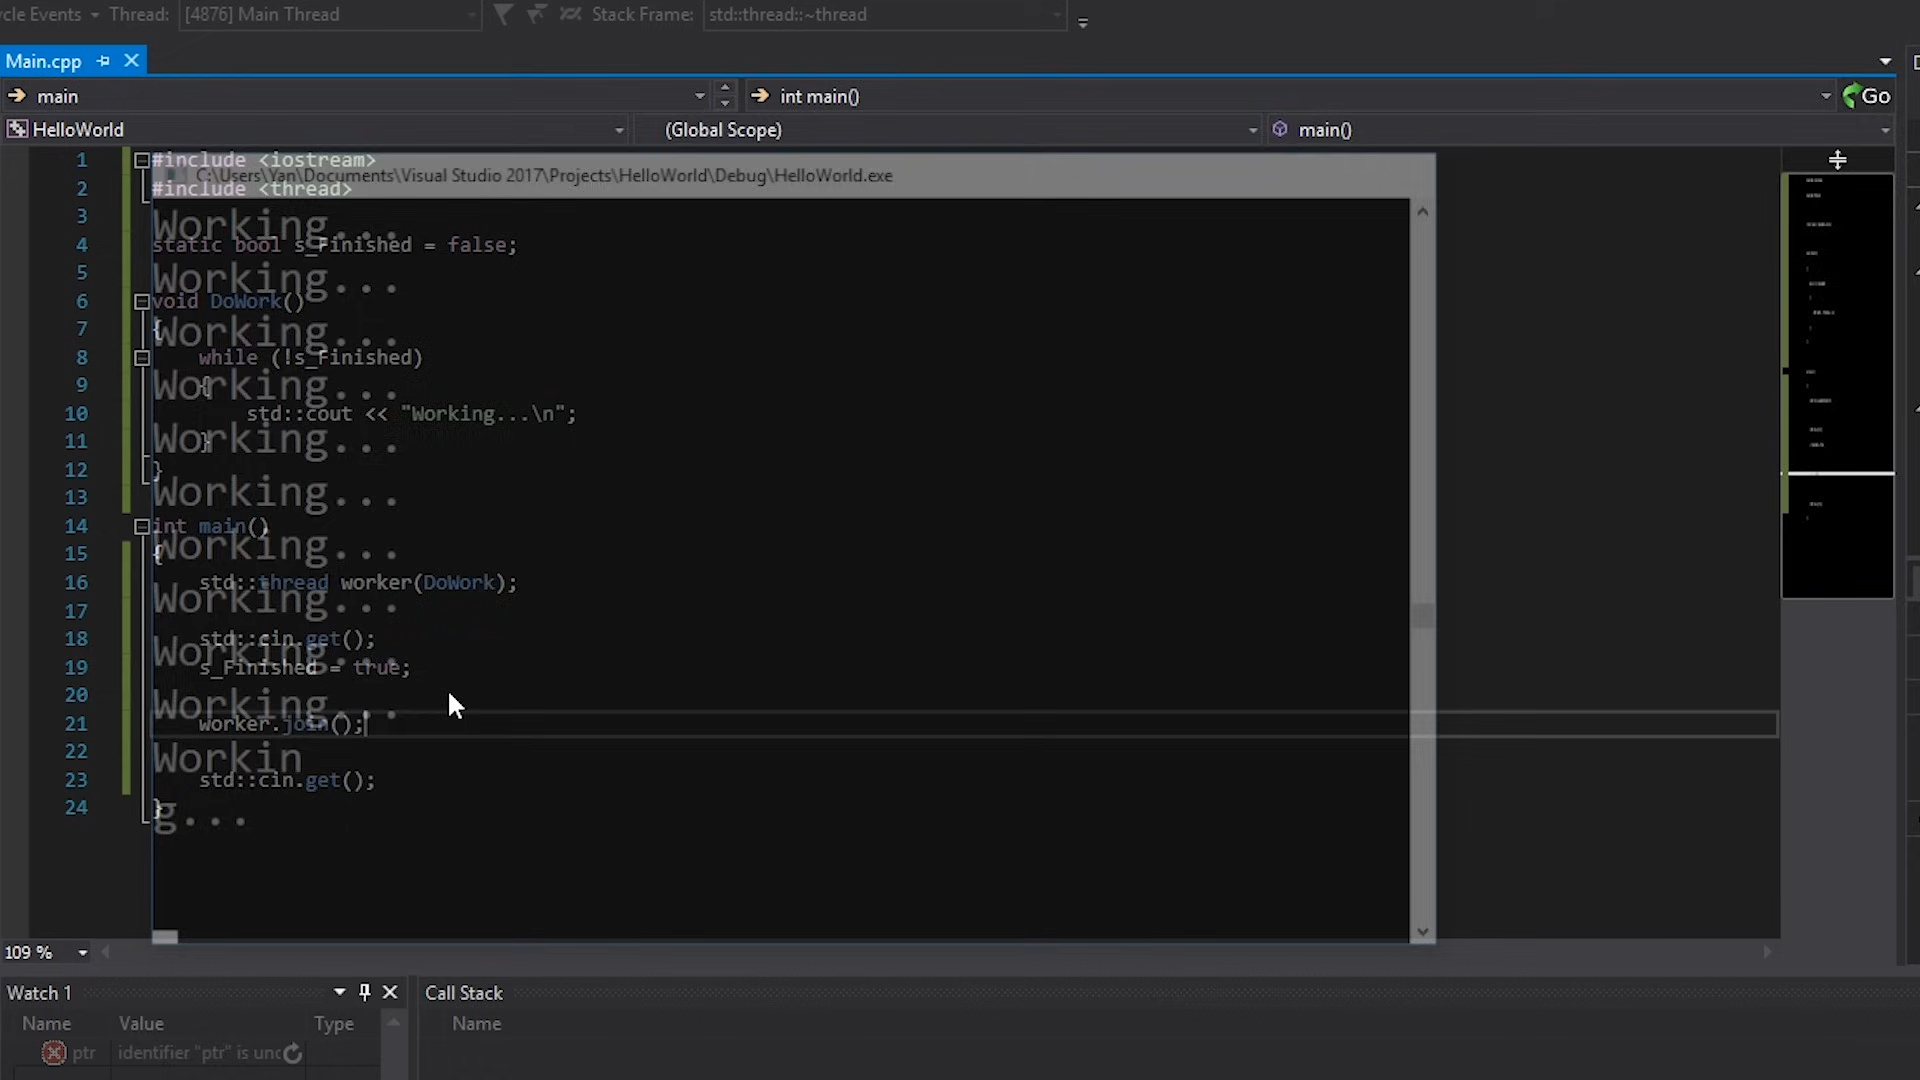 cle Events Thread: [4876] Main Thread Stack Frame: std::thread::~thread
Main.cpp
main int main() Go
HelloWorld (Global Scope) main()
1 #include <iostream>
C:\Users\Yan\Documents\Visual Studio 2017\Projects\HelloWorld\Debug\HelloWorld.exe
2 #include <thread>
3
Working...
4 static bool s_Finished = false;
5
Working...
6 void DoWork()
7 {
Working...
8 while (!s_Finished)
9 {
Working...
10 std::cout << "Working...\n";
11 }
Working...
12 }
13
Working...
14 int main()
15 {
Working...
16 std::thread worker(DoWork);
17
Working...
18 std::cin.get();
Working...
19 s_Finished = true;
20
Working...
21 worker.join();
22
Workin
23 std::cin.get();
24 }
g...
109 %
Watch 1 Call Stack
Name Value Type Name
ptr identifier "ptr" is unc